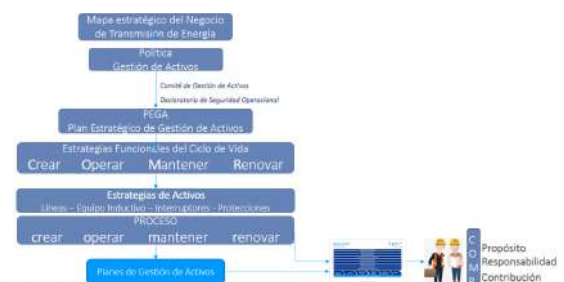 Mapa estratégico del Negocio
de Transmisión de Energía
Política
Gestión de Activos
Comité de Gestión de Activos
Declaratoria de Seguridad Operacional
PEGA
Plan Estratégico de Gestión de Activos
Estrategias Funcionales del Ciclo de Vida
Crear Operar Mantener Renovar
Estrategias de Activos
Líneas – Equipo Inductivo – Interruptores - Protecciones
PROCESO
crear operar mantener renovar
Planes de Gestión de Activos
C
O
M
Propósito
Responsabilidad
Contribución